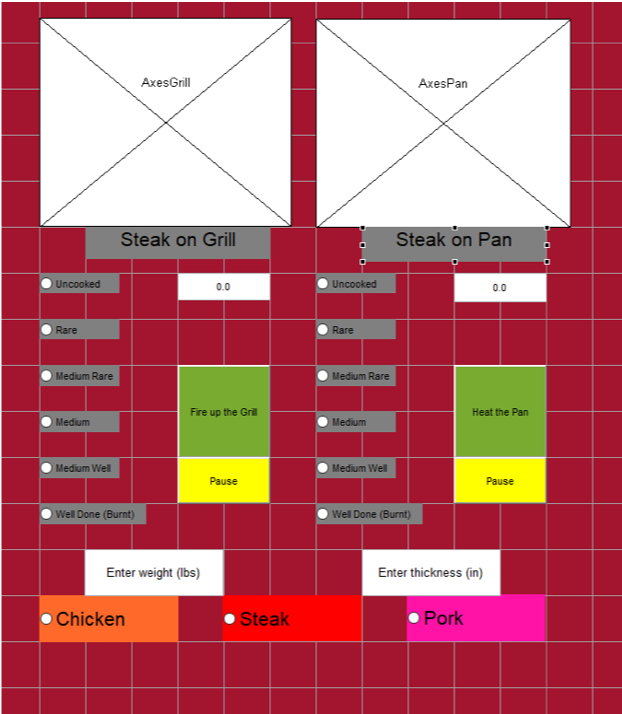 AxesGrill
AxesPan
Steak on Grill
Steak on Pan
Uncooked
0.0
Uncooked
0.0
Rare
Rare
Medium Rare
Medium Rare
Fire up the Grill
Heat the Pan
Medium
Medium
Medium Well
Medium Well
Pause
Pause
Well Done (Burnt)
Well Done (Burnt)
Enter weight (lbs)
Enter thickness (in)
Chicken
Steak
Pork